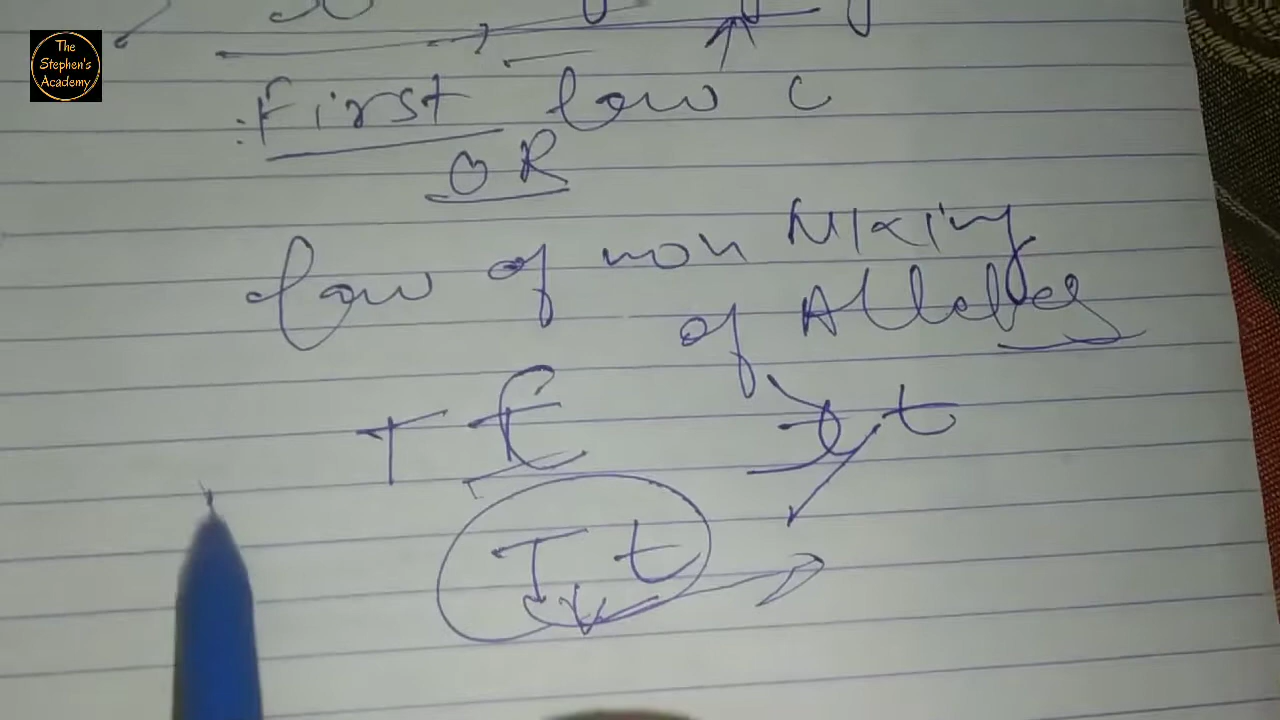 The
Stephen's
Academy
First law
OR
law of non Mixing
of Alleles
T t t
T t